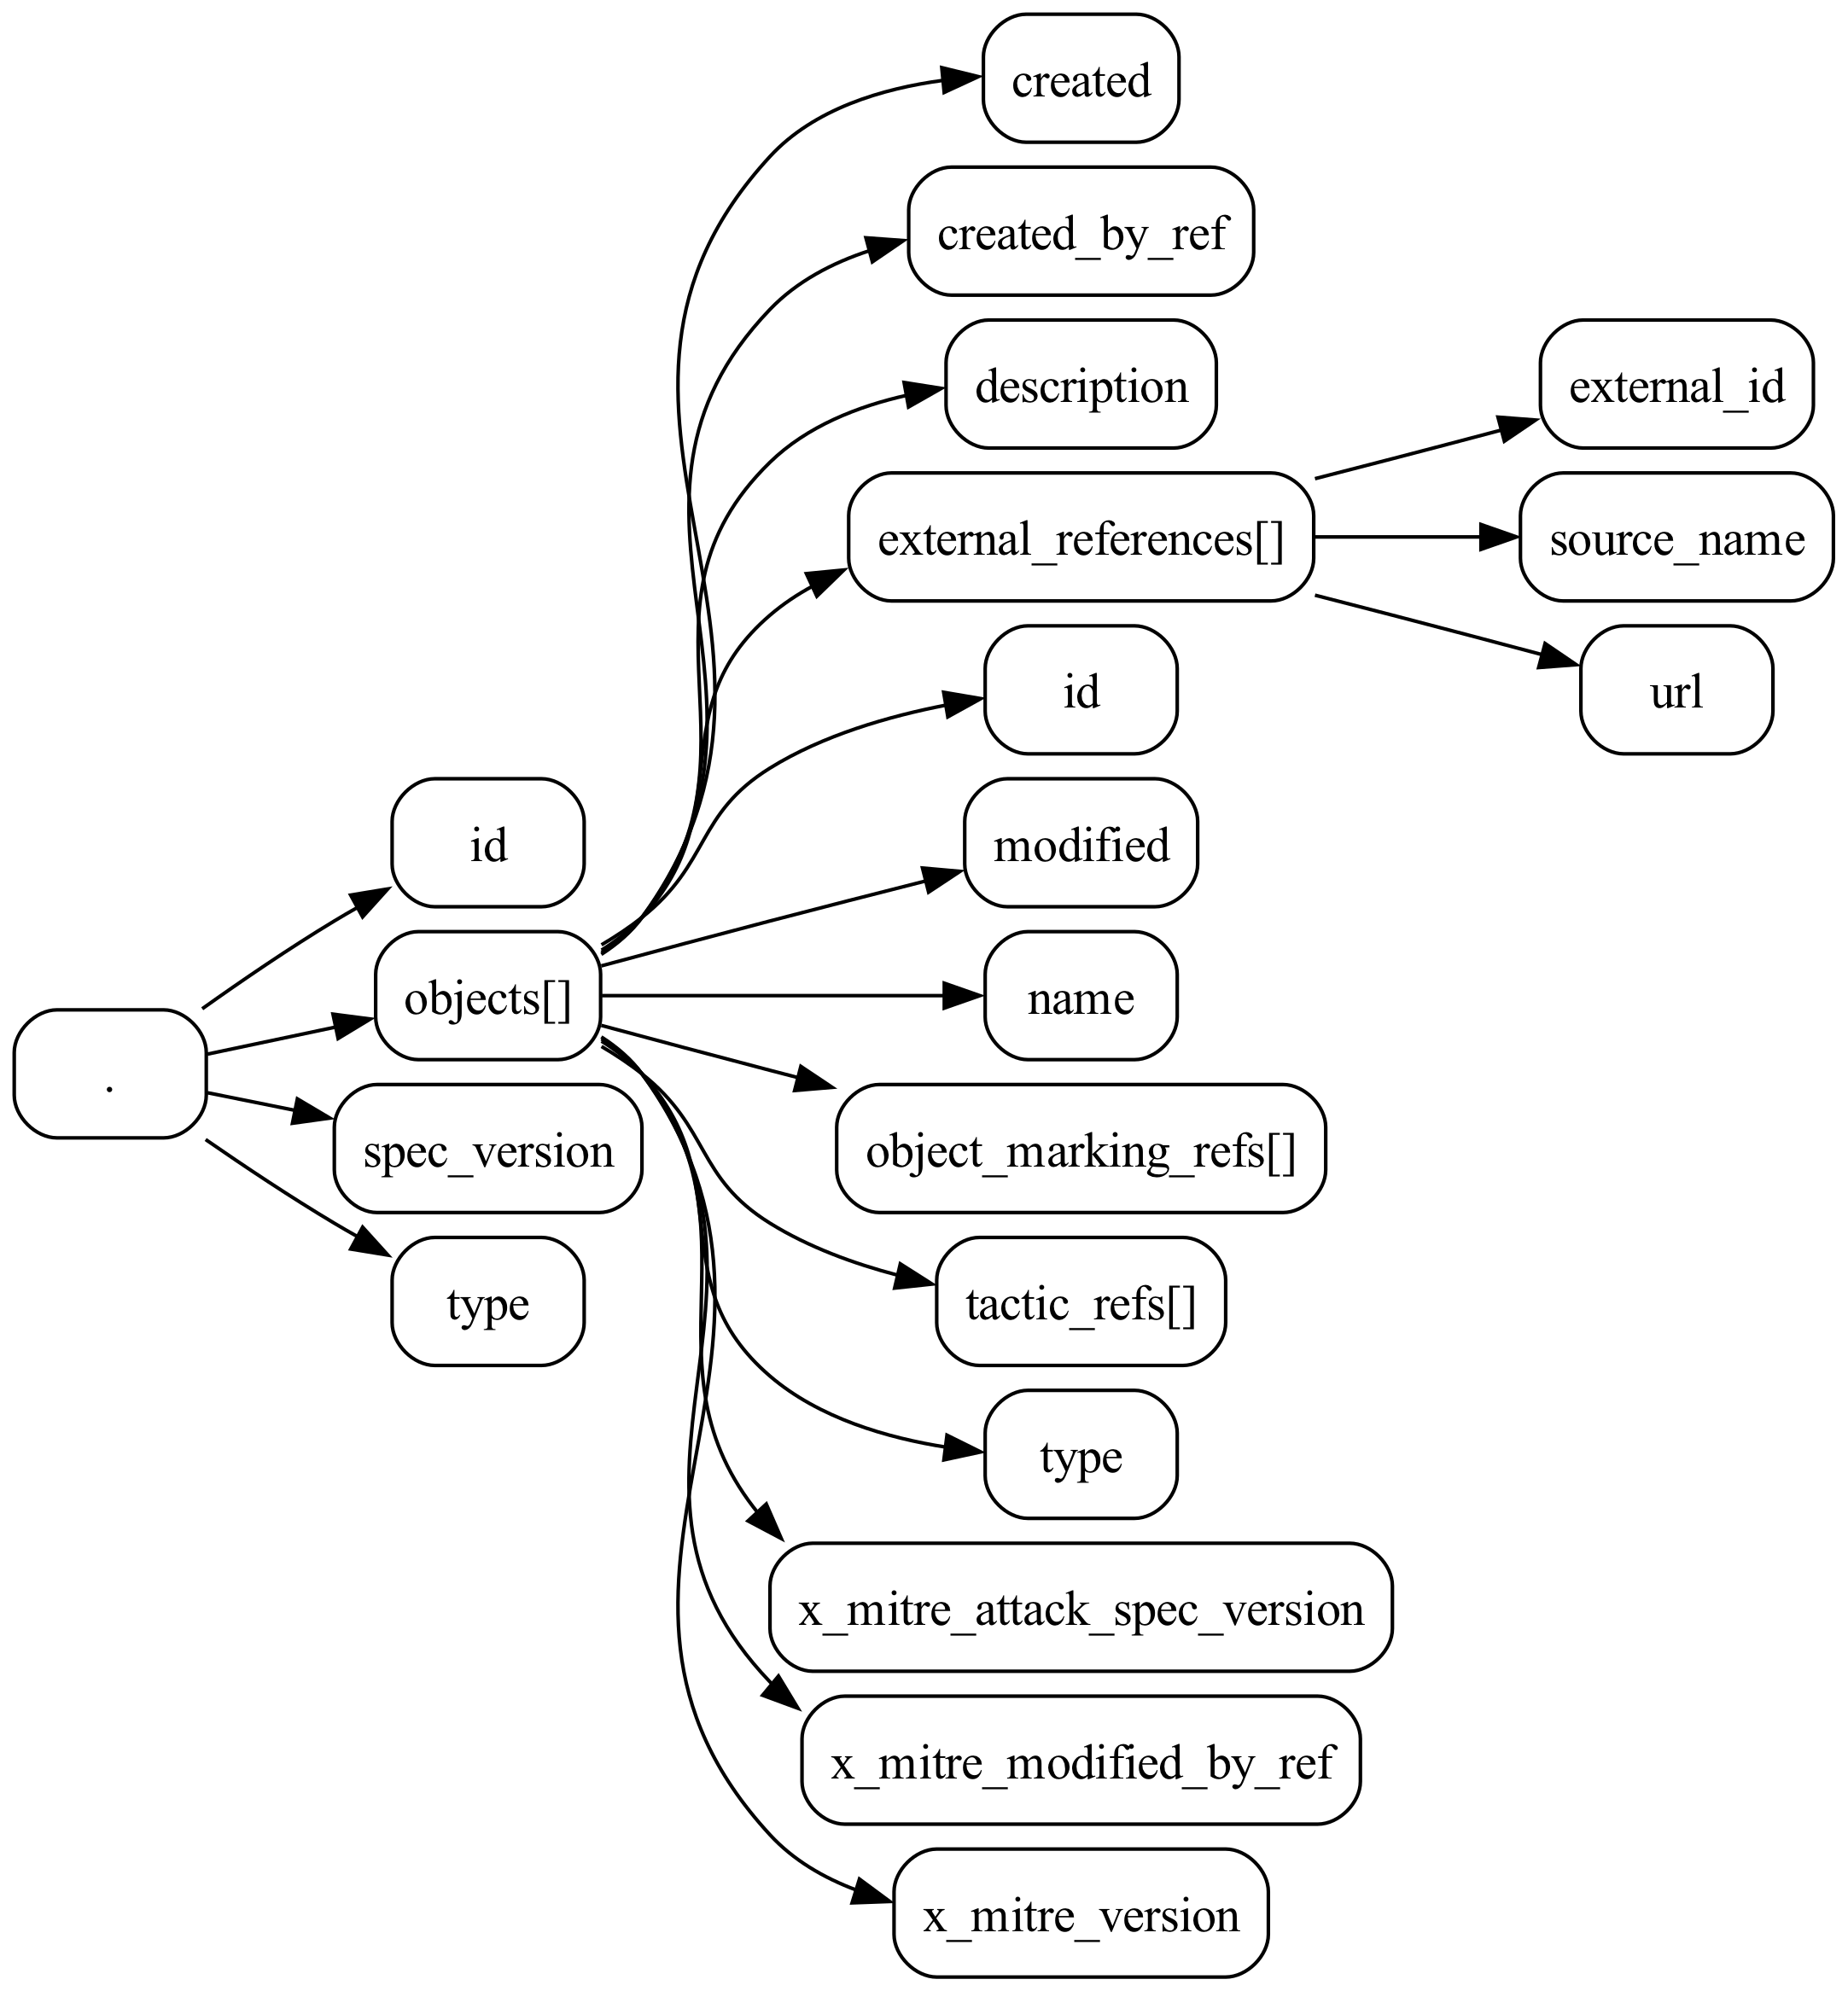 .
id
objects[]
spec_version
type
created
created_by_ref
description
external_references[]
id
modified
name
object_marking_refs[]
tactic_refs[]
type
x_mitre_attack_spec_version
x_mitre_modified_by_ref
x_mitre_version
external_id
source_name
url